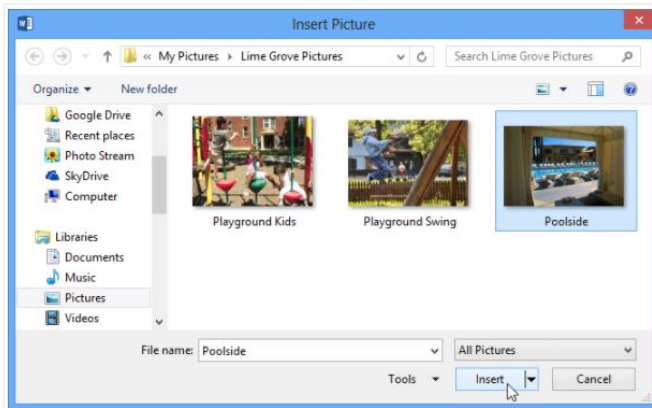 Insert Picture
« My Pictures Lime Grove Pictures Search Lime Grove Pictures
Organize New folder
Google Drive
Recent places
Photo Stream
SkyDrive
Computer
Libraries
Documents
Music
Pictures
Videos
Playground Kids Playground Swing Poolside
File name: Poolside All Pictures
Tools Insert Cancel